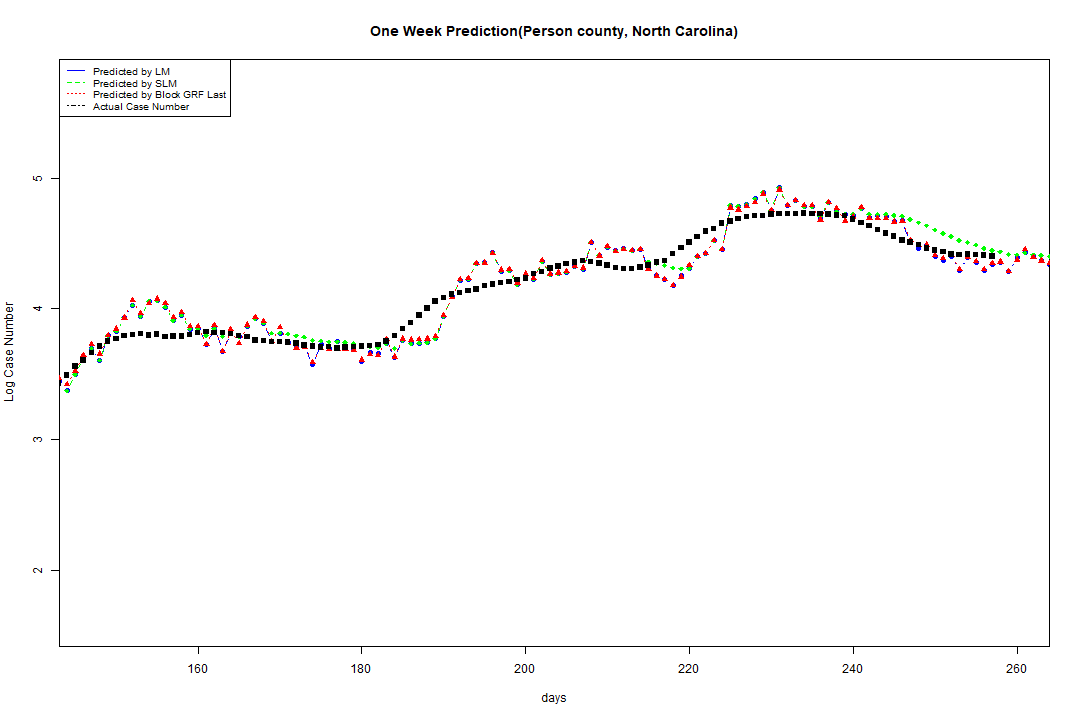 One Week Prediction(Person county, North Carolina)
Predicted by LM
Predicted by SLM
Predicted by Block GRF Last
Actual Case Number
5
4
3
2
Log Case Number
160 180 200 220 240 260
days